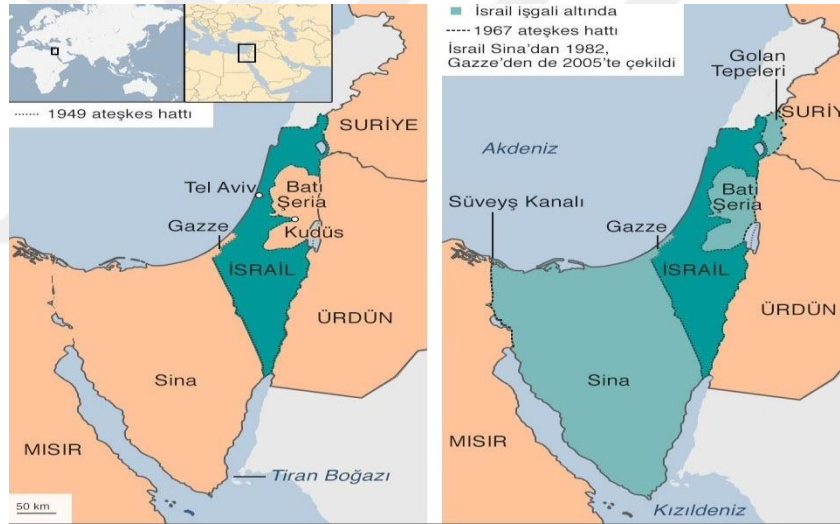 1949 ateşkes hattı
SURİYE
Tel Aviv
Batı
Şeria
Gazze
Kudüs
İSRAİL
ÜRDÜN
Sina
MISIR
Tiran Boğazı
50 km
İsrail işgali altında
1967 ateşkes hattı
İsrail Sina'dan 1982,
Gazze'den de 2005'te çekildi
Golan
Tepeleri
SURİY
Akdeniz
Batı
Şeria
Süveyş Kanalı
Gazze
İSRAİL
ÜRDÜN
Sina
MISIR
Kızıldeniz